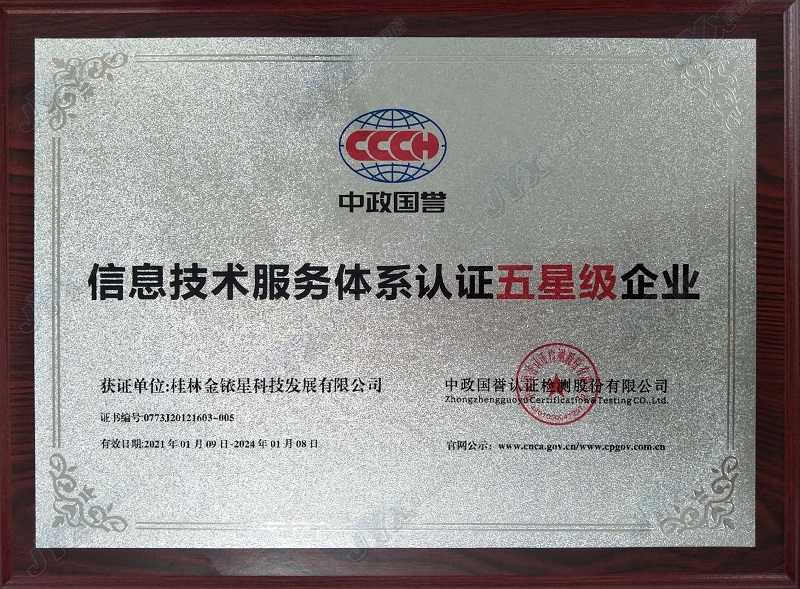 CCCH
中政国誉
信息技术服务体系认证五星级企业
获证单位:桂林金铱星科技发展有限公司
证书编号:0773J20121603-005
有效日期:2021年01月09日-2024年01月08日
中政国誉认证检测股份有限公司
Zhongzhengguoyu Certification & Testing CO., Ltd.
官网公示：www.cnca.gov.cn/www.cpgov.com.cn
JYX